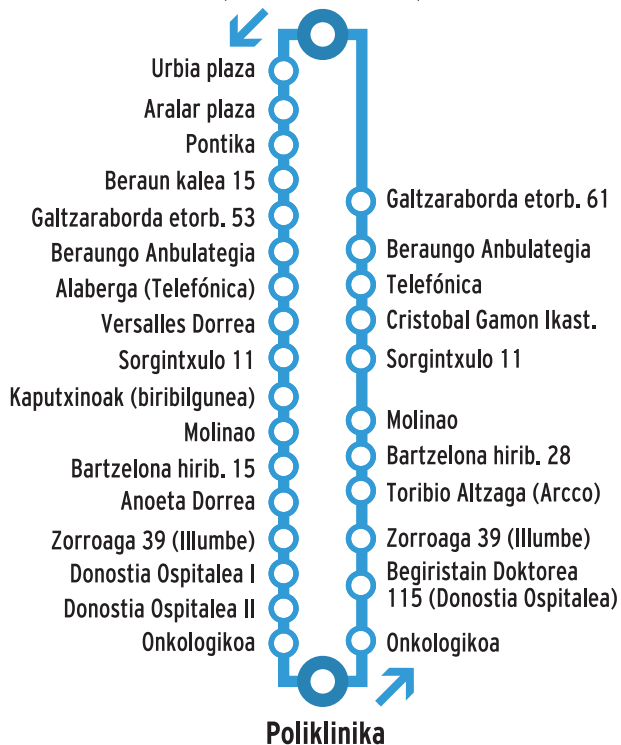 Urbia plaza
Aralar plaza
Pontika
Beraun kalea 15
Galtzaraborda etorb. 53
Beraungo Anbulategia
Alaberga (Telefónica)
Versalles Dorrea
Sorgintxulo 11
Kaputxinoak (biribilgunea)
Molinao
Bartzelona hirib. 15
Anoeta Dorrea
Zorroaga 39 (Illumbe)
Donostia Ospitalea I
Donostia Ospitalea II
Onkologikoa
Galtzaraborda etorb. 61
Beraungo Anbulategia
Telefónica
Cristobal Gamon Ikast.
Sorgintxulo 11
Molinao
Bartzelona hirib. 28
Toribio Altzaga (Arcco)
Zorroaga 39 (Illumbe)
Begiristain Doktorea
115 (Donostia Ospitalea)
Onkologikoa
Poliklinika